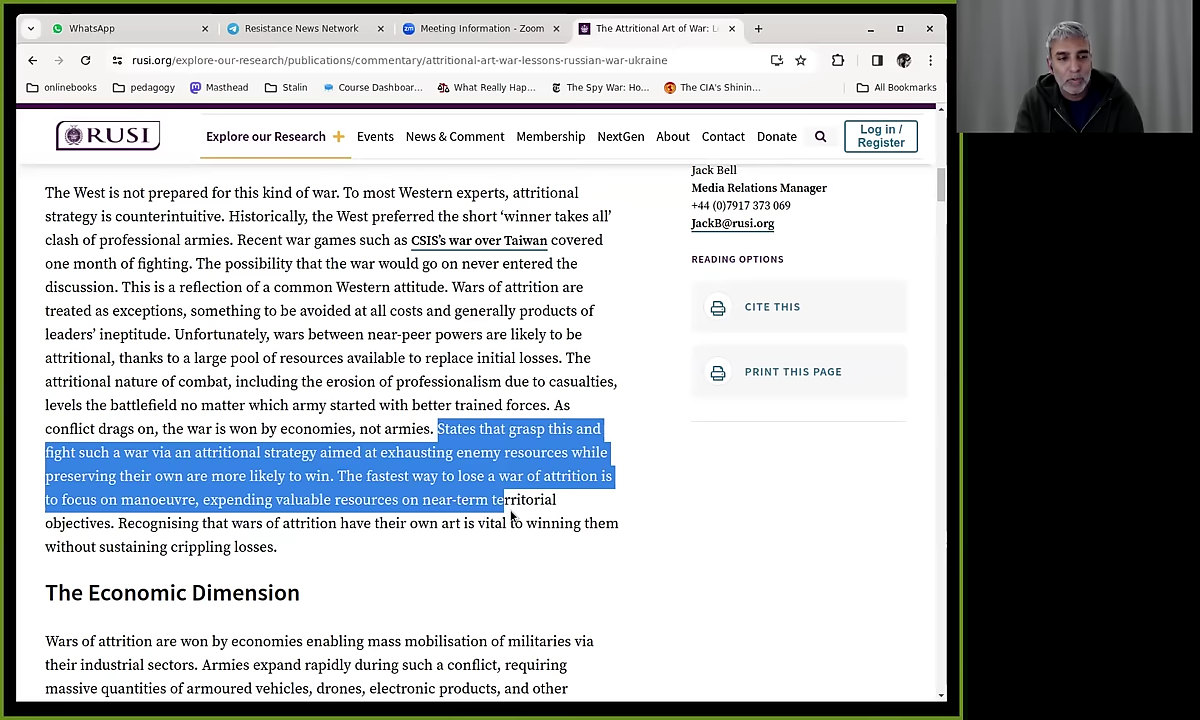 WhatsApp
Resistance News Network
Meeting Information - Zoom
The Attritional Art of War: L
rusi.org/explore-our-research/publications/commentary/attritional-art-war-lessons-russian-war-ukraine
onlinebooks
pedagogy
Masthead
Stalin
Course Dashboar...
What Really Hap...
The Spy War: Ho...
The CIA's Shinin...
All Bookmarks
RUSI
Explore our Research +
Events
News & Comment
Membership
NextGen
About
Contact
Donate
Log in /
Register
The West is not prepared for this kind of war. To most Western experts, attritional
strategy is counterintuitive. Historically, the West preferred the short ‘winner takes all’
clash of professional armies. Recent war games such as CSIS’s war over Taiwan covered
one month of fighting. The possibility that the war would go on never entered the
discussion. This is a reflection of a common Western attitude. Wars of attrition are
treated as exceptions, something to be avoided at all costs and generally products of
leaders’ ineptitude. Unfortunately, wars between near-peer powers are likely to be
attritional, thanks to a large pool of resources available to replace initial losses. The
attritional nature of combat, including the erosion of professionalism due to casualties,
levels the battlefield no matter which army started with better trained forces. As
conflict drags on, the war is won by economies, not armies. States that grasp this and
fight such a war via an attritional strategy aimed at exhausting enemy resources while
preserving their own are more likely to win. The fastest way to lose a war of attrition is
to focus on manoeuvre, expending valuable resources on near-term territorial
objectives. Recognising that wars of attrition have their own art is vital to winning them
without sustaining crippling losses.
The Economic Dimension
Wars of attrition are won by economies enabling mass mobilisation of militaries via
their industrial sectors. Armies expand rapidly during such a conflict, requiring
massive quantities of armoured vehicles, drones, electronic products, and other
Jack Bell
Media Relations Manager
+44 (0)7917 373 069
JackB@rusi.org
READING OPTIONS
CITE THIS
PRINT THIS PAGE